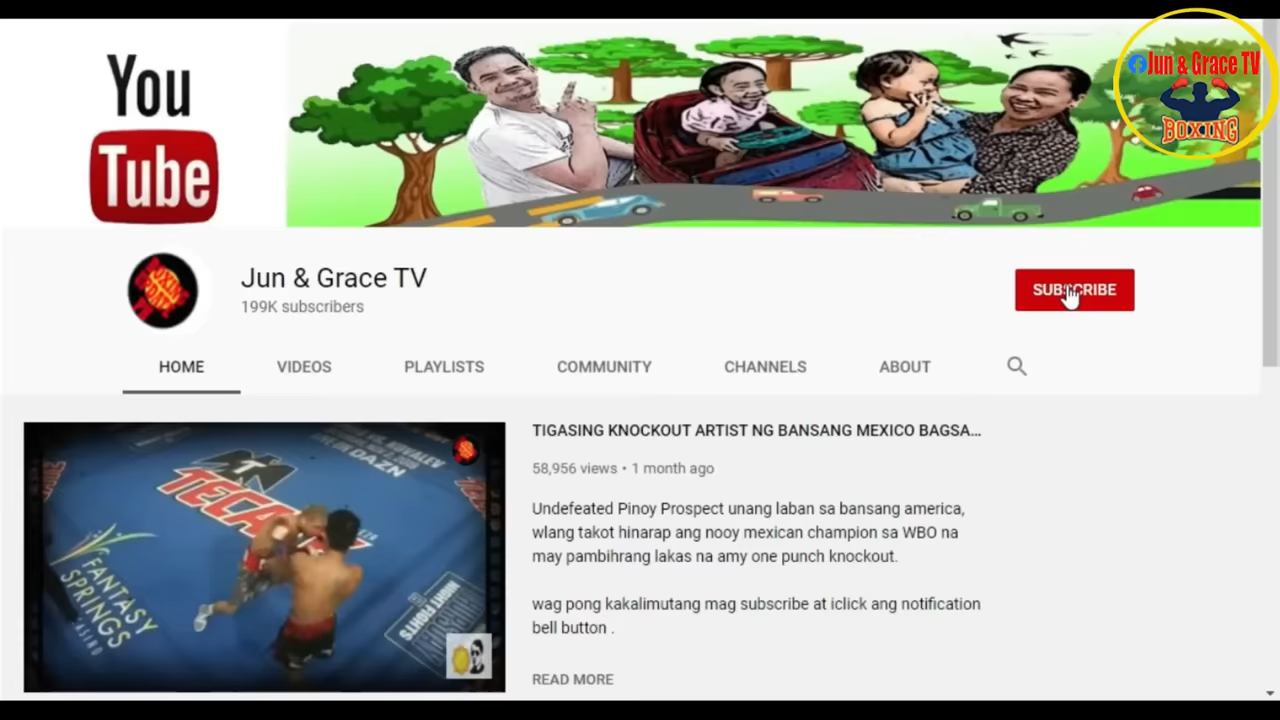 You
Tube
Jun & Grace TV
BOXING
Jun & Grace TV
199K subscribers
SUBSCRIBE
HOME
VIDEOS
PLAYLISTS
COMMUNITY
CHANNELS
ABOUT
TIGASING KNOCKOUT ARTIST NG BANSANG MEXICO BAGSA...
58,956 views • 1 month ago
Undefeated Pinoy Prospect unang laban sa bansang america,
wlang takot hinarap ang nooy mexican champion sa WBO na
may pambihrang lakas na amy one punch knockout.
wag pong kakalimutang mag subscribe at iclick ang notification
bell button .
READ MORE
DAZN
TECA
FANTASY
SPRINGS